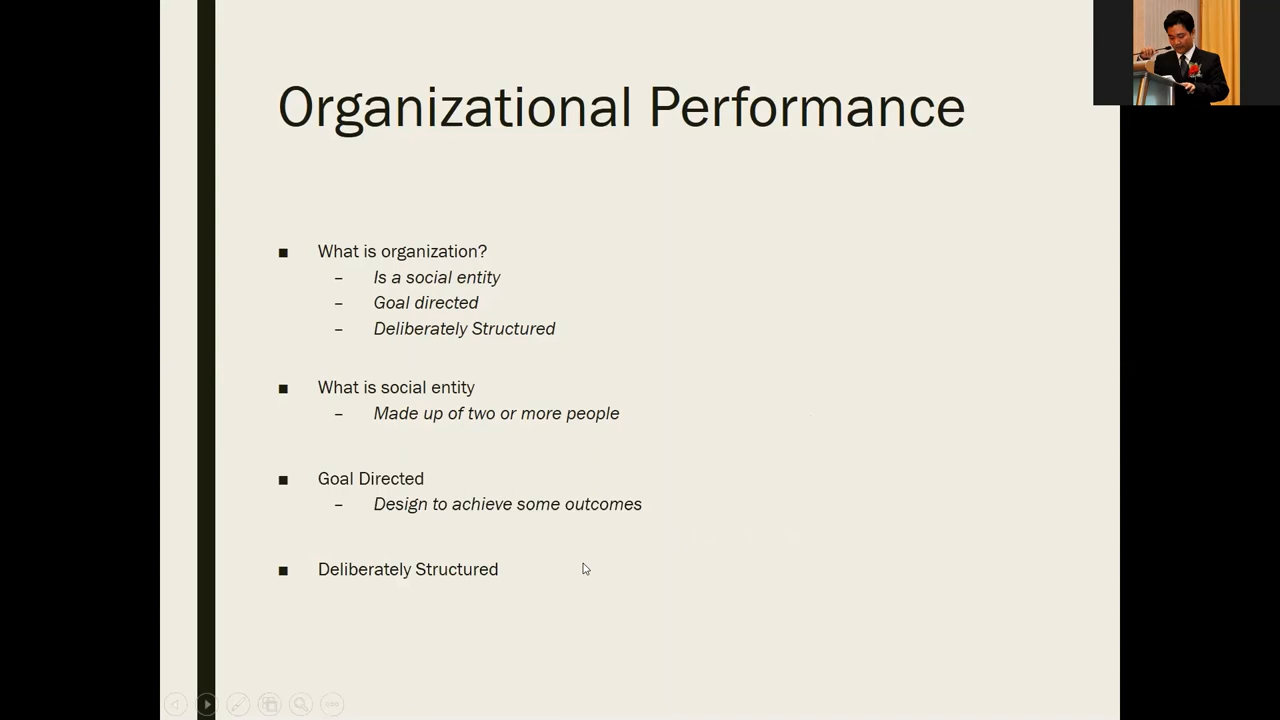 Organizational Performance
■ What is organization?
– Is a social entity
– Goal directed
– Deliberately Structured
■ What is social entity
– Made up of two or more people
■ Goal Directed
– Design to achieve some outcomes
■ Deliberately Structured